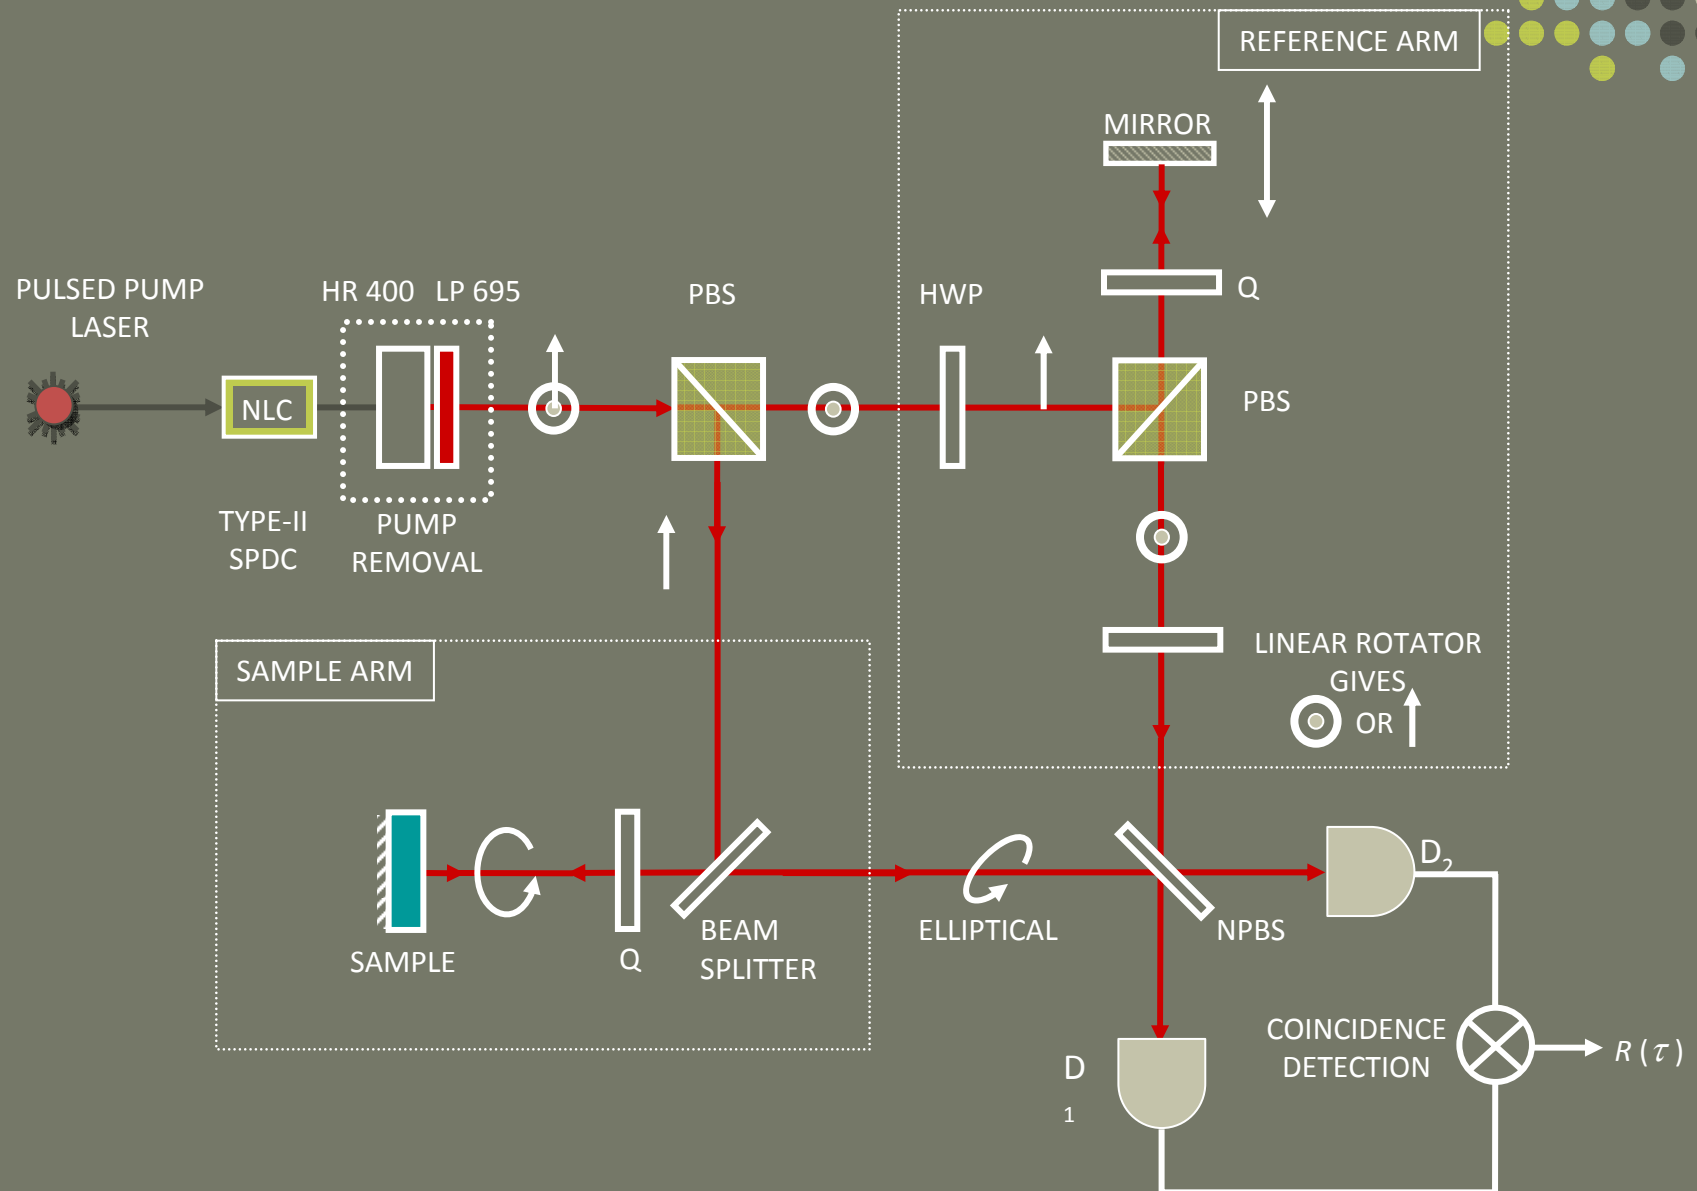 REFERENCE ARM
MIRROR
PULSED PUMP
LASER
HR 400
LP 695
PBS
HWP
Q
NLC
PBS
TYPE-II
SPDC
PUMP
REMOVAL
LINEAR ROTATOR
GIVES
OR
SAMPLE ARM
D2
BEAM
SPLITTER
ELLIPTICAL
NPBS
SAMPLE
Q
COINCIDENCE
DETECTION
R (τ)
D
1